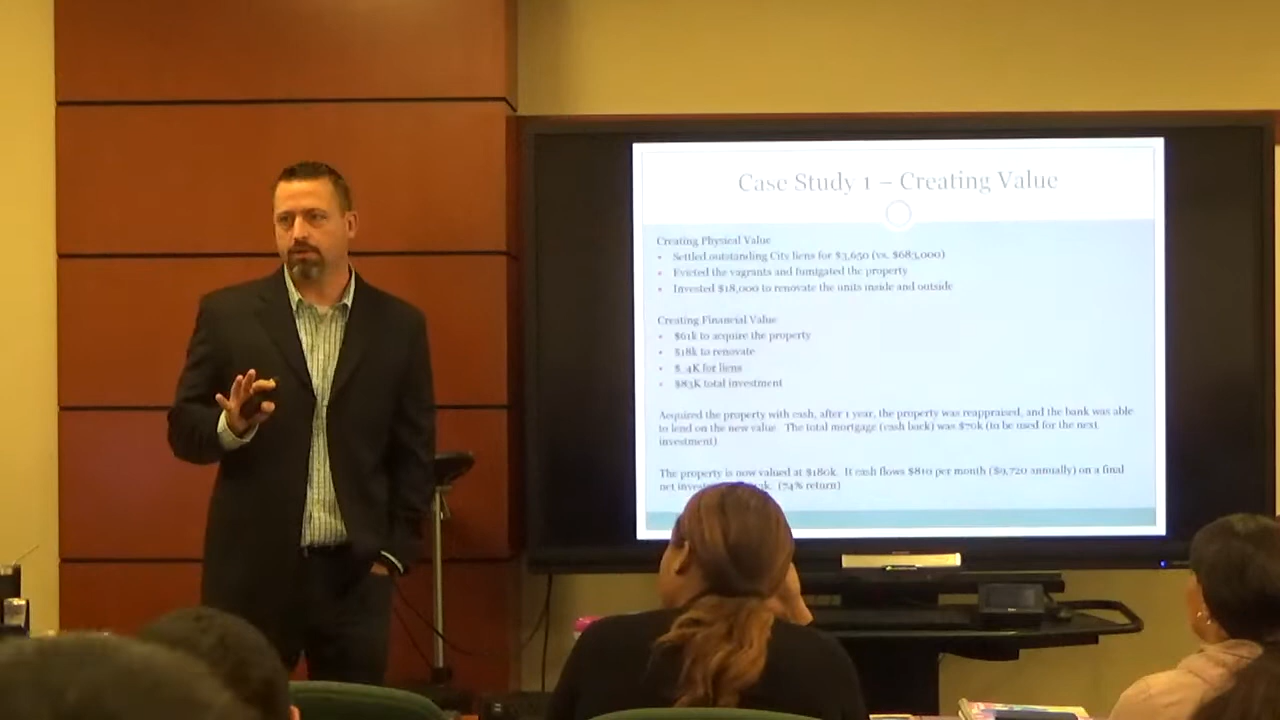 Case Study 1 – Creating Value
Creating Physical Value
• Settled outstanding City liens for $3,650 (vs. $683,000)
• Evicted the vagrants and fumigated the property
• Invested $18,000 to renovate the units inside and outside
Creating Financial Value
• $61k to acquire the property
• $18k to renovate
• $ 4K for liens
• $83K total investment
Acquired the property with cash, after 1 year, the property was reappraised, and the bank was able
to lend on the new value. The total mortgage (cash back) was $70k (to be used for the next
investment)
The property is now valued at $180k. It cash flows $810 per month ($9,720 annually) on a final
net (74% return)